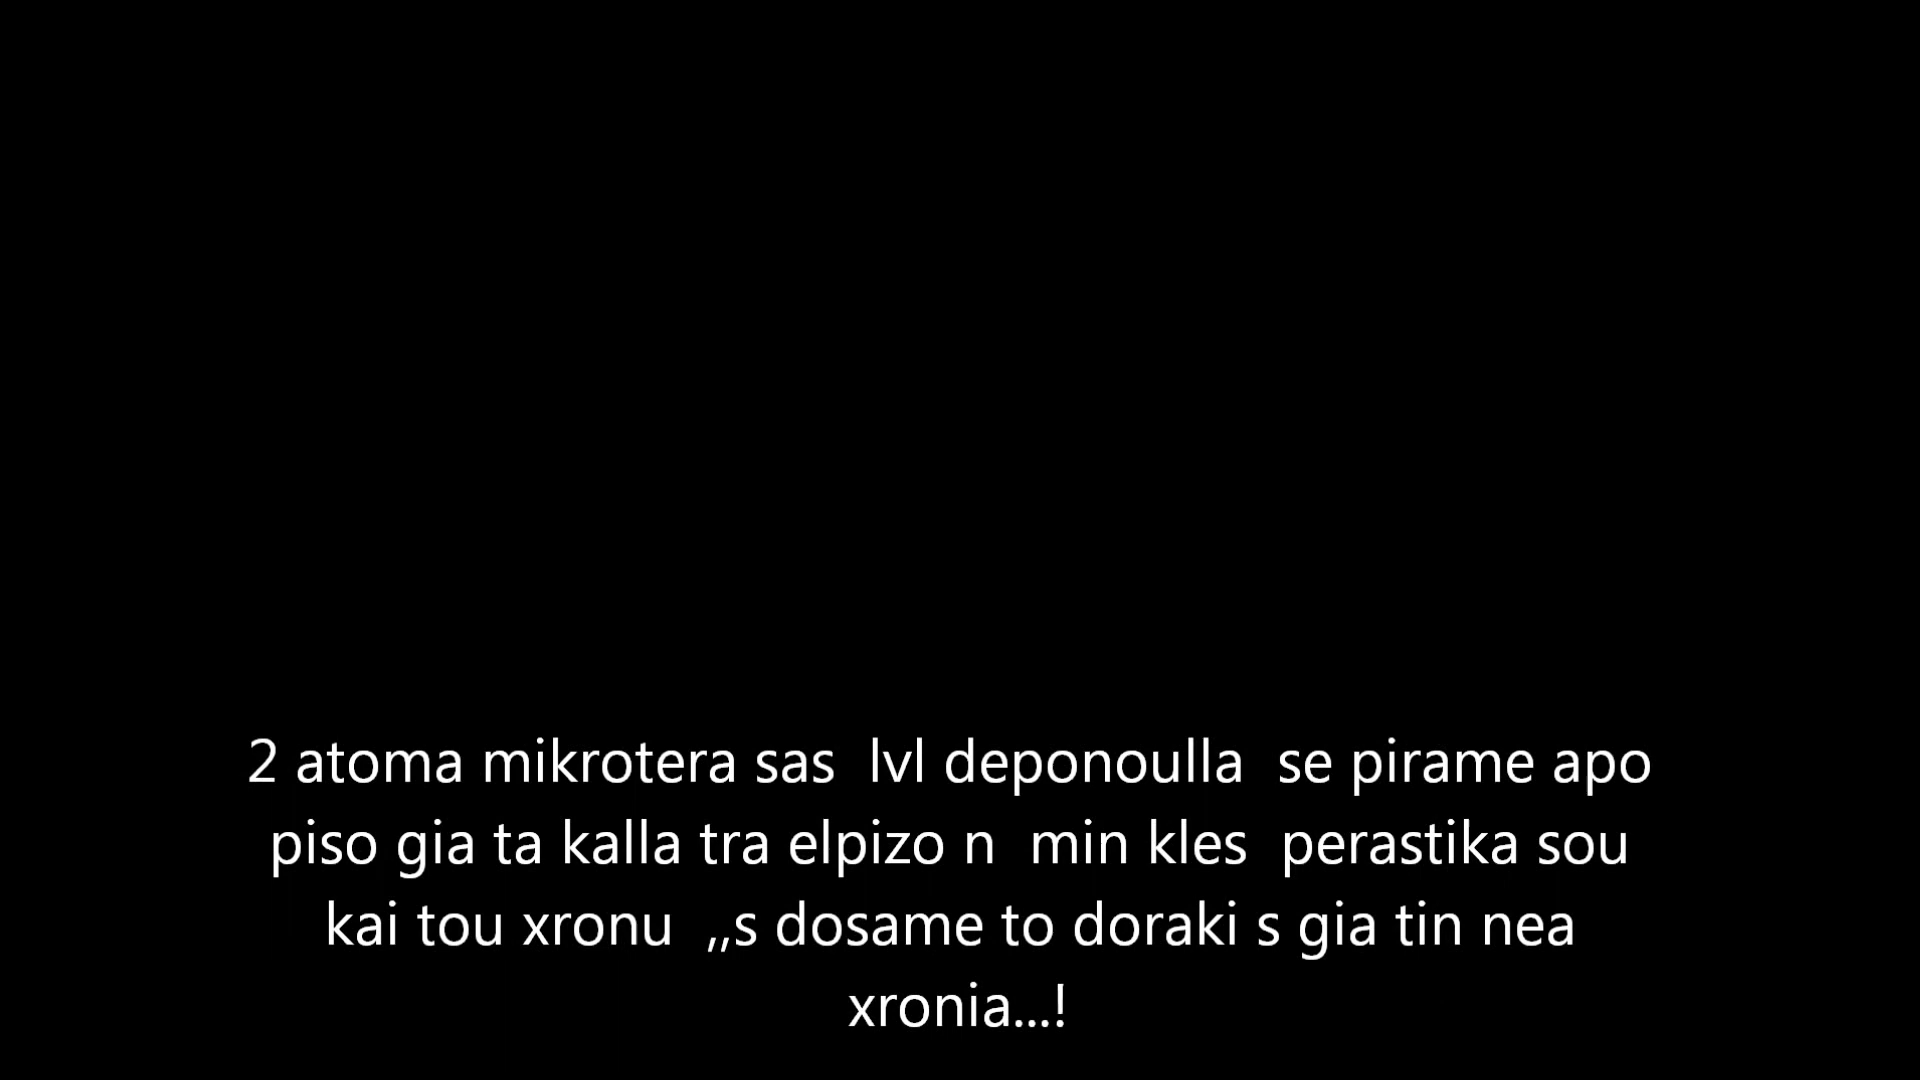 2 atoma mikrotera sas  lvl deponoulla  se pirame apo
piso gia ta kalla tra elpizo n  min kles  perastika sou
kai tou xronu  ,,s dosame to doraki s gia tin nea
xronia...!